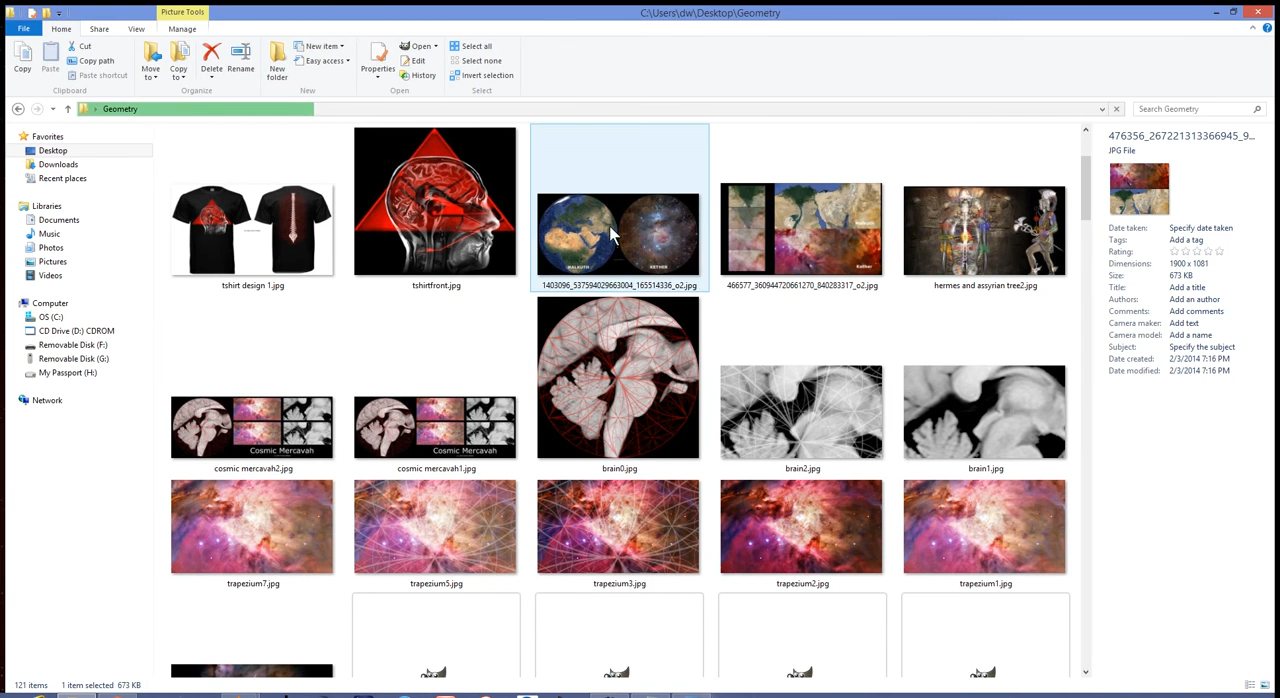 Picture Tools
C:\Users\dw\Desktop\Geometry
File Home Share View Manage
Copy
Paste
Cut
Copy path
Paste shortcut
Clipboard
Move to
Copy to
Delete
Rename
Organize
New folder
New item
Easy access
New
Properties
Open
Edit
History
Open
Select all
Select none
Invert selection
Select
Geometry
Search Geometry
Favorites
Desktop
Downloads
Recent places
Libraries
Documents
Music
Photos
Pictures
Videos
Computer
OS (C:)
CD Drive (D:) CDROM
Removable Disk (F:)
Removable Disk (G:)
My Passport (H:)
Network
MALKUTH
AETHER
Aether
tshirt design 1.jpg
tshirtfront.jpg
1403096_537594029663004_165514336_o2.jpg
466577_360944720661270_840283317_o2.jpg
hermes and assyrian tree2.jpg
Cosmic Mercavah
Cosmic Mercavah
cosmic mercavah2.jpg
cosmic mercavah1.jpg
brain0.jpg
brain2.jpg
brain1.jpg
trapezium7.jpg
trapezium5.jpg
trapezium3.jpg
trapezium2.jpg
trapezium1.jpg
476356_267221313366945_9...
JPG File
Date taken: Specify date taken
Tags: Add a tag
Rating:
Dimensions: 1900 x 1081
Size: 673 KB
Title: Add a title
Authors: Add an author
Comments: Add comments
Camera maker: Add text
Camera model: Add a name
Subject: Specify the subject
Date created: 2/3/2014 7:16 PM
Date modified: 2/3/2014 7:16 PM
121 items 1 item selected 673 KB